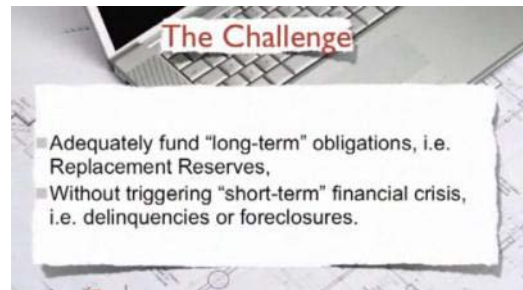 The Challenge
Adequately fund “long-term” obligations, i.e.
Replacement Reserves,
Without triggering “short-term” financial crisis,
i.e. delinquencies or foreclosures.